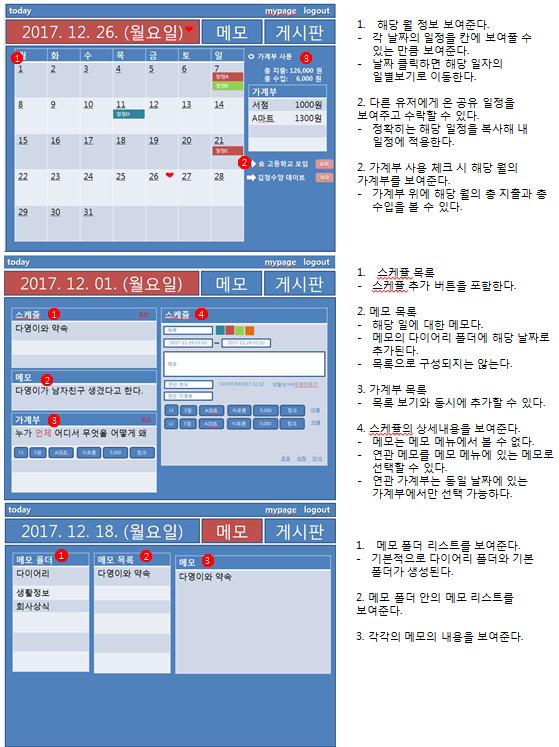 today
mypage logout
2017. 12. 26. (월요일)
메모
게시판
1
월 화 수 목 금 토 일
1 2 3 4 5 6 7
일정A
일정B
8 9 10 11 12 13 14
일정D
15 16 17 18 19 20 21
일정C
22 23 24 25 26 27 28
29 30 31
가계부 사용
3
총 지출: 126,000 원
총 수입: 6,000 원
가계부
서점 1000원
A마트 1300원
2
숲 고등학교 모임
김정수양 데이트
1. 해당 월 정보 보여준다.
- 각 날짜의 일정을 칸에 보여줄 수
있는 만큼 보여준다.
- 날짜 클릭하면 해당 일자의
일별보기로 이동한다.
2. 다른 유저에게 온 공유 일정을
보여주고 수락할 수 있다.
- 정확히는 해당 일정을 복사해 내
일정에 적용한다.
2. 가계부 사용 체크 시 해당 월의
가계부를 보여준다.
- 가계부 위에 해당 월의 총 지출과 총
수입을 볼 수 있다.
today
mypage logout
2017. 12. 01. (월요일)
메모
게시판
스케쥴
1
다영이와 약속
메모
2
다영이가 남자친구 생겼다고 한다.
가계부
3
누가 언제 어디서 무엇을 어떻게 왜
나 5일 A마트 식료품 5,000 링크
스케쥴
4
제목
2017-11-29 03:10 ~ 2017-11-29 03:10
메모
연관 메모
연관 가계부
나 5일 A마트 식료품 5,000 링크 삭제
나 5일 A마트 식료품 5,000 링크 삭제
1. 스케쥴 목록
- 스케쥴 추가 버튼을 포함한다.
2. 메모 목록
- 해당 일에 대한 메모다.
- 메모의 다이어리 폴더에 해당 날짜로
추가된다.
- 목록으로 구성되지는 않는다.
3. 가계부 목록
- 목록 보기와 동시에 추가할 수 있다.
4. 스케쥴의 상세내용을 보여준다.
- 메모는 메모 메뉴에서 볼 수 없다.
- 연관 메모를 메모 메뉴에 있는 메모로
선택할 수 있다.
- 연관 가계부는 동일 날짜에 있는
가계부에서만 선택 가능하다.
today
mypage logout
2017. 12. 18. (월요일)
메모
게시판
메모 폴더
1
다이어리
생활정보
회사상식
메모 목록
2
다영이와 약속
메모
3
다영이와 약속
1. 메모 폴더 리스트를 보여준다.
- 기본적으로 다이어리 폴더와 기본
폴더가 생성된다.
2. 메모 폴더 안의 메모 리스트를
보여준다.
3. 각각의 메모의 내용을 보여준다.